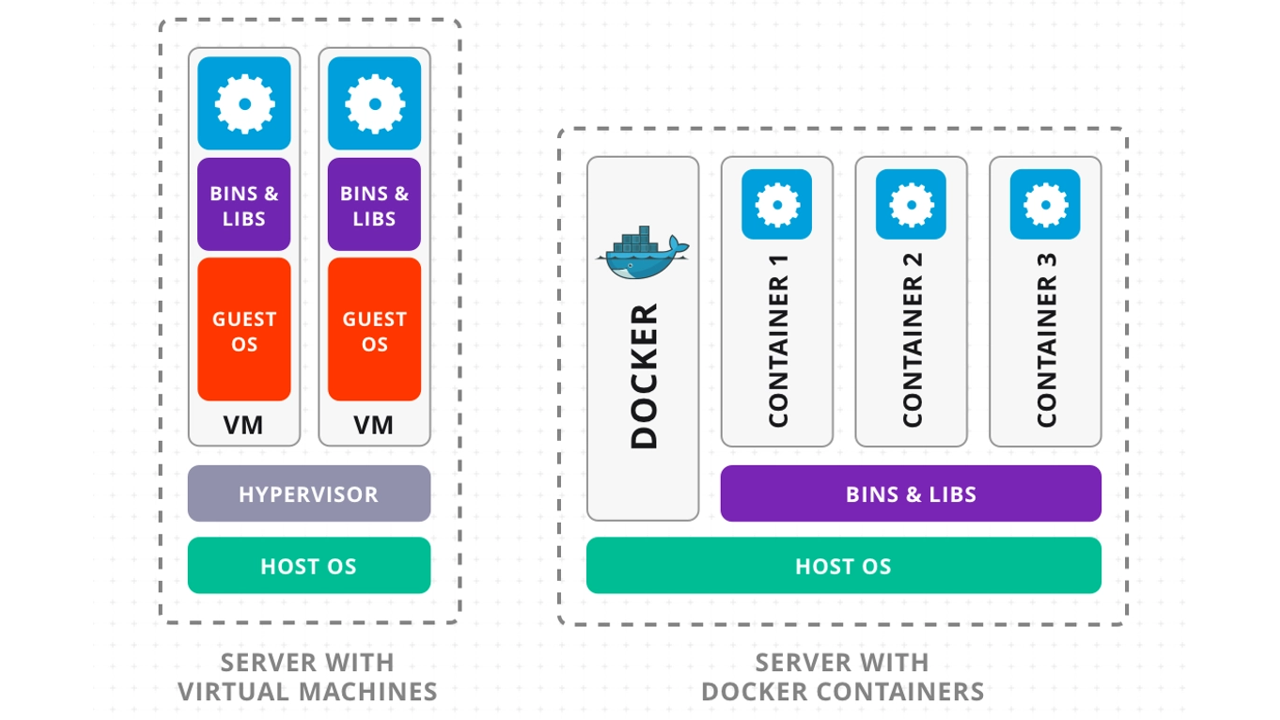 BINS &
LIBS
GUEST
OS
VM
BINS &
LIBS
GUEST
OS
VM
HYPERVISOR
HOST OS
SERVER WITH
VIRTUAL MACHINES
DOCKER
CONTAINER 1
CONTAINER 2
CONTAINER 3
BINS & LIBS
HOST OS
SERVER WITH
DOCKER CONTAINERS